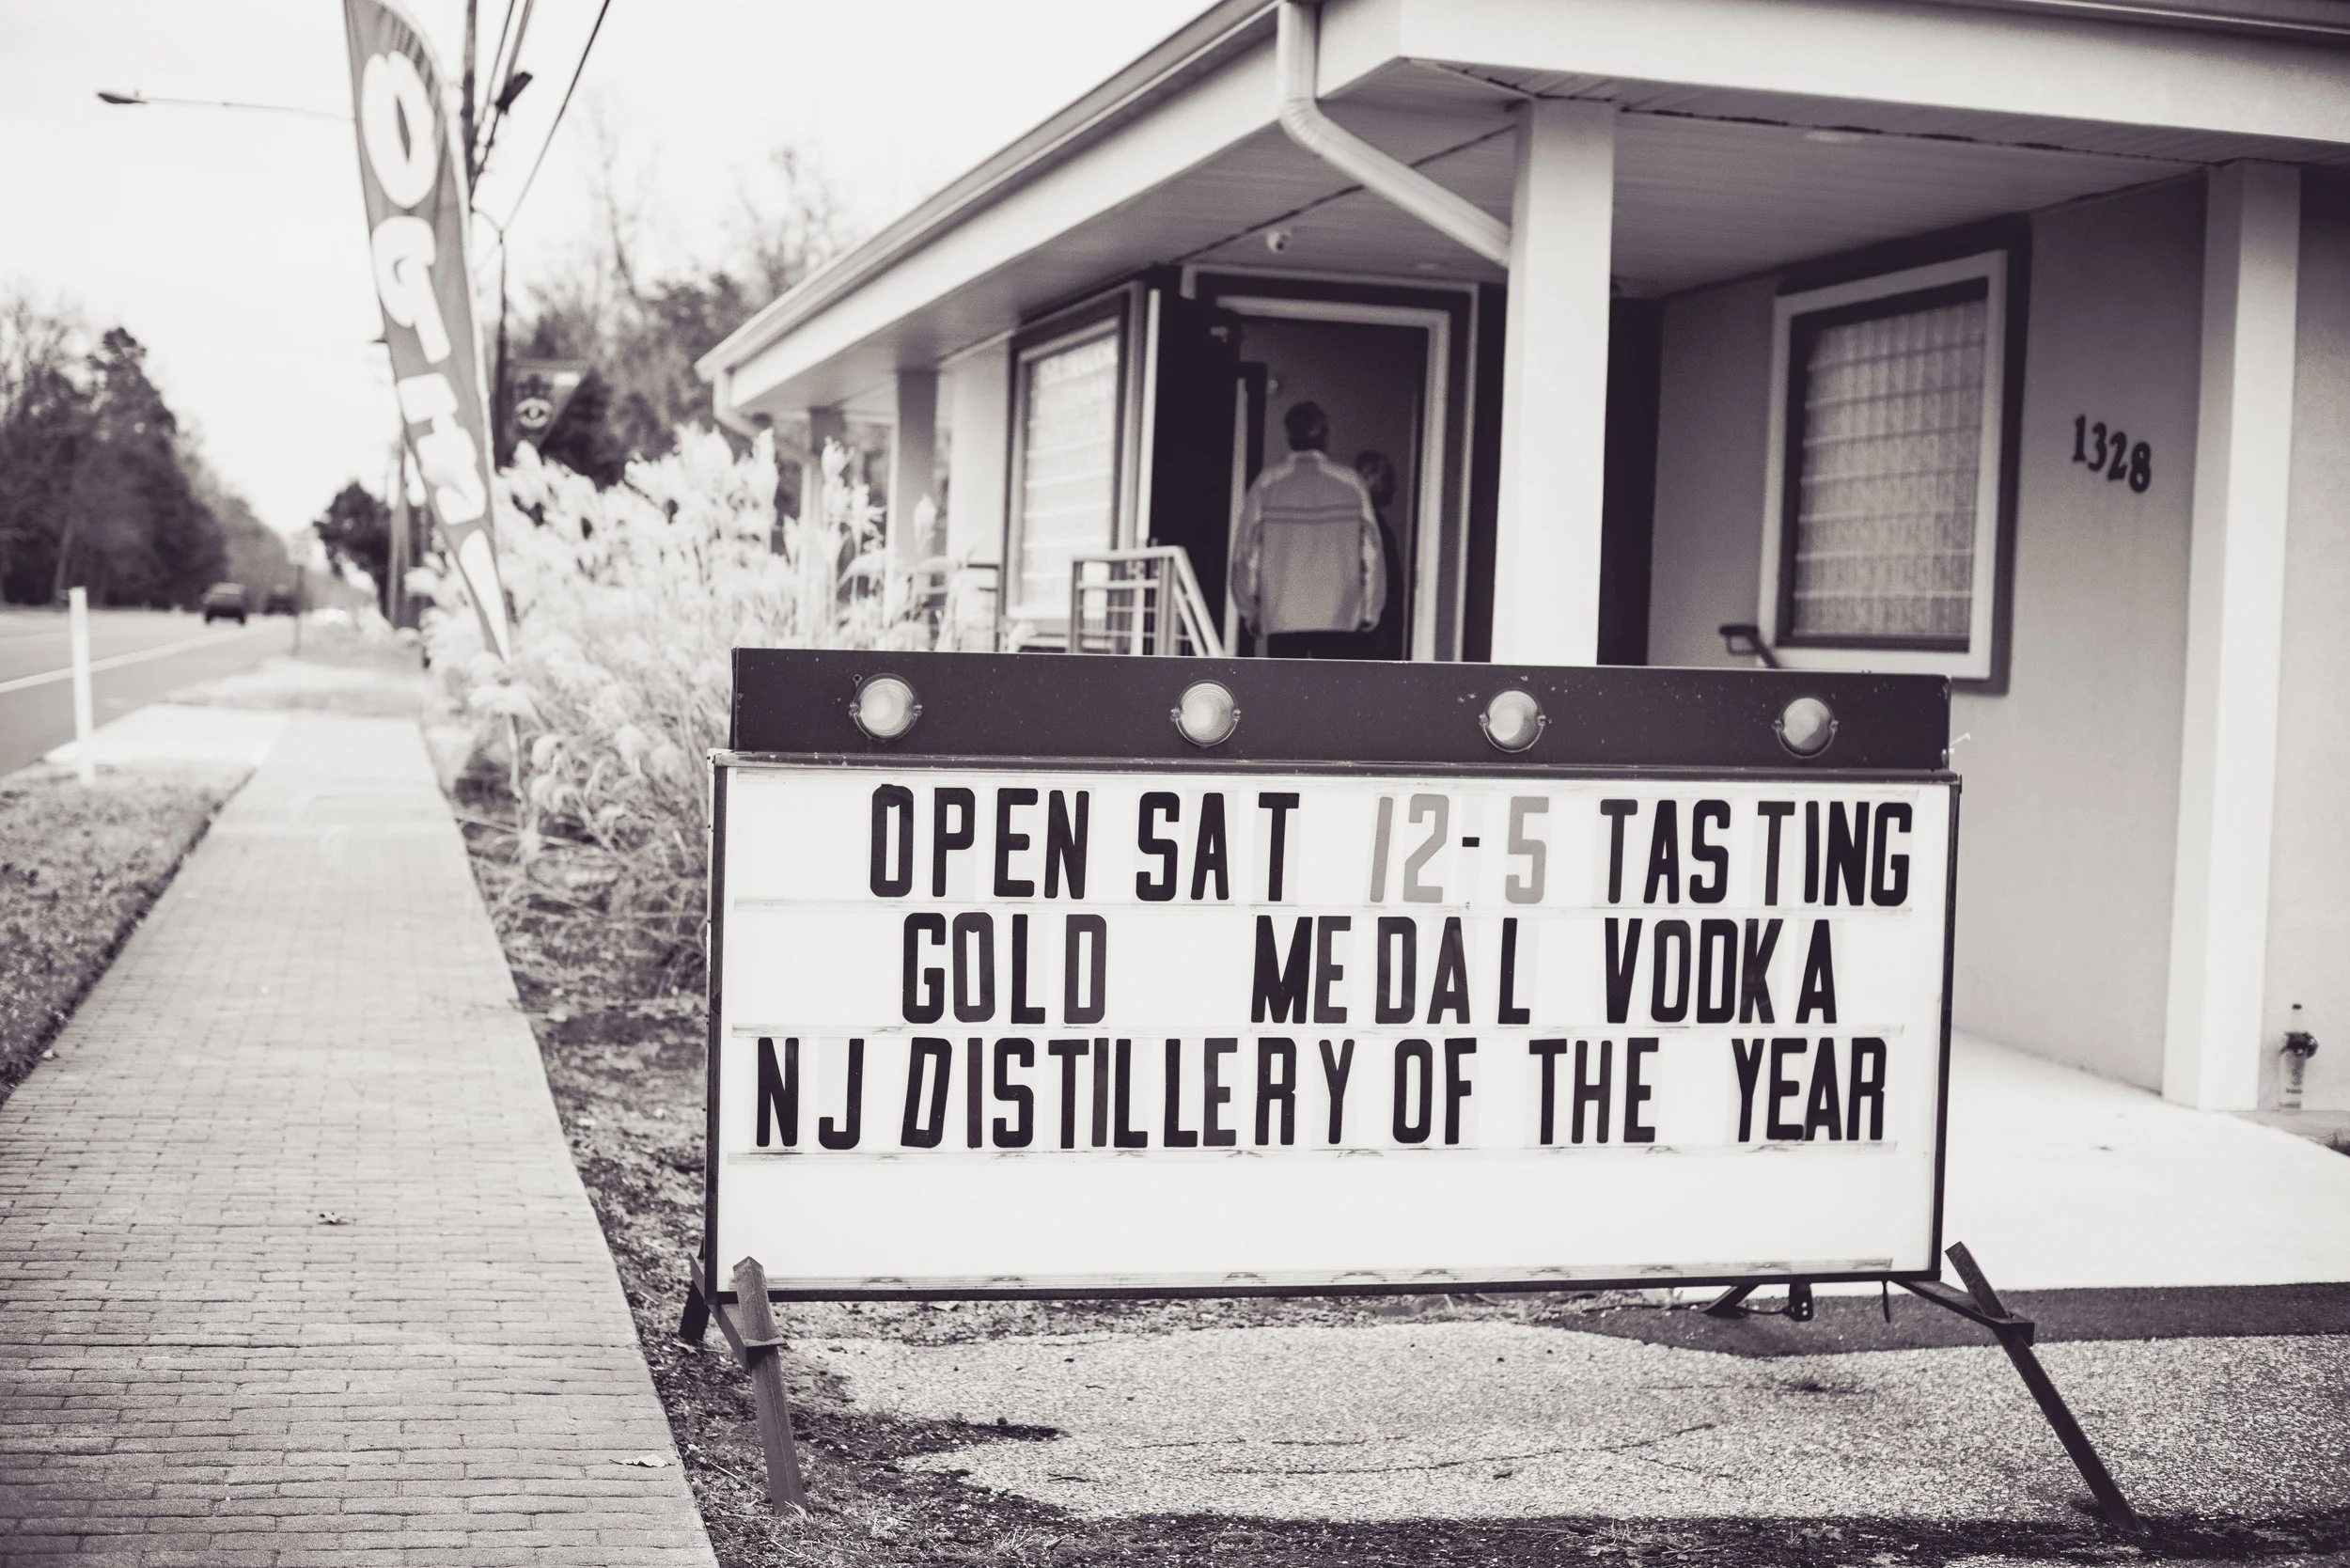 OPEN SAT 12-5 TASTING
GOLD MEDAL VODKA
NJ DISTILLERY OF THE YEAR
1328